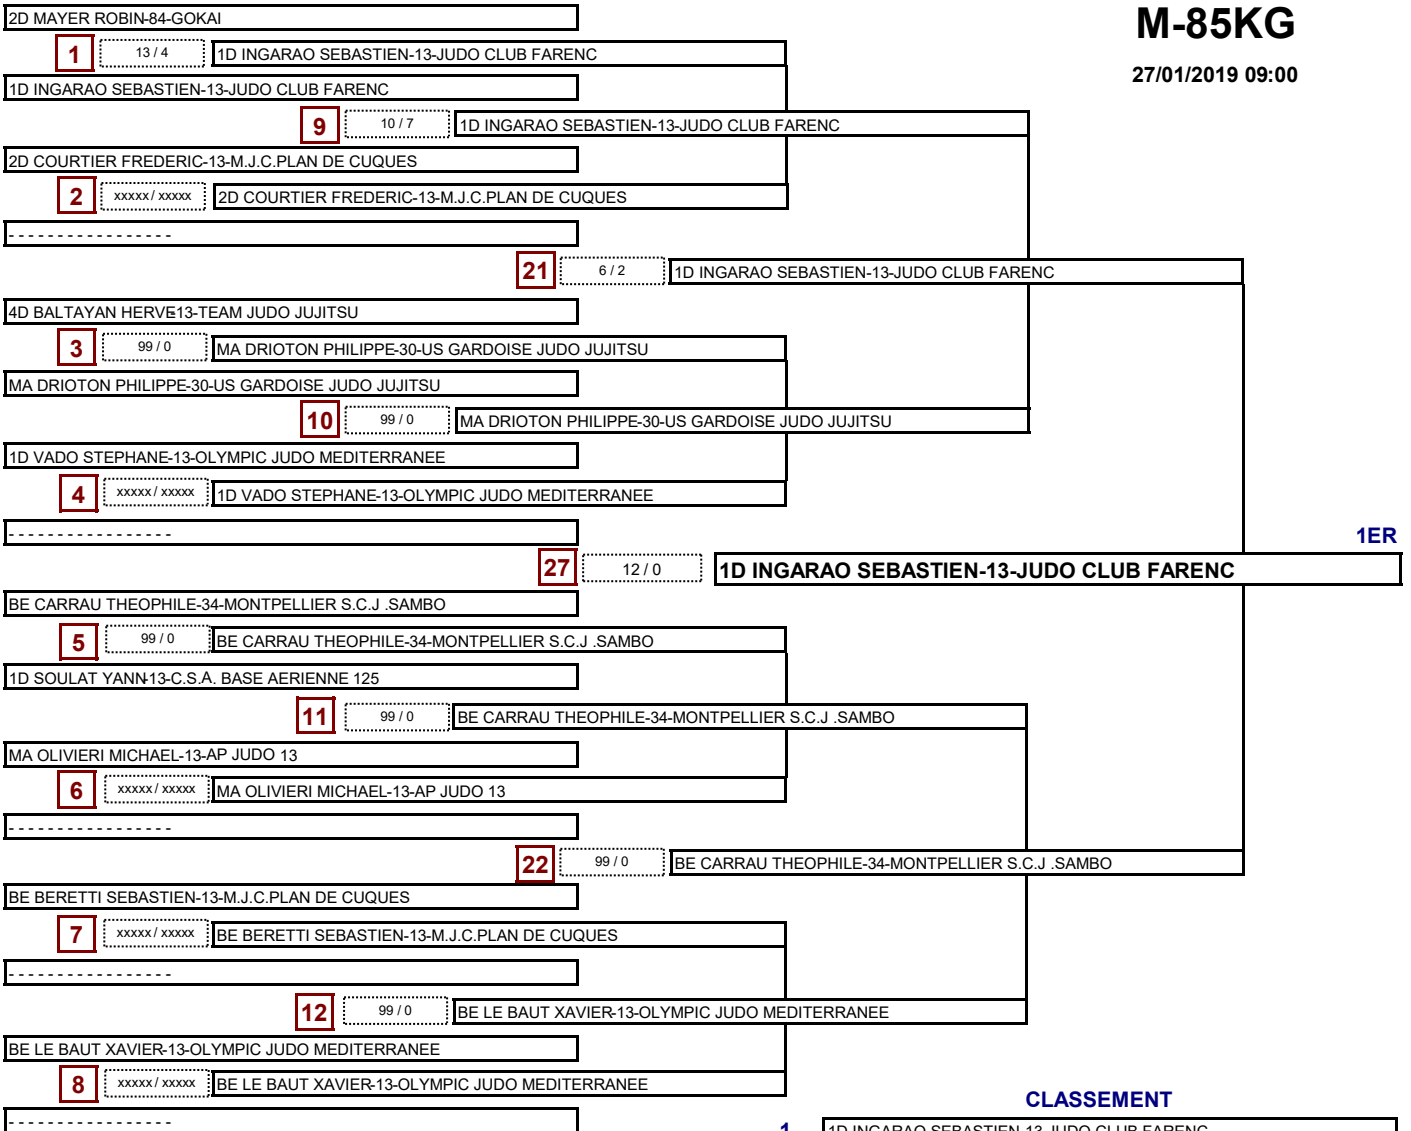 2D MAYER ROBIN-84-GOKAI
M-85KG
1 13 / 4 1D INGARAO SEBASTIEN-13-JUDO CLUB FARENC
27/01/2019 09:00
1D INGARAO SEBASTIEN-13-JUDO CLUB FARENC
9 10 / 7 1D INGARAO SEBASTIEN-13-JUDO CLUB FARENC
2D COURTIER FREDERIC-13-M.J.C.PLAN DE CUQUES
2 xxxxx / xxxxx 2D COURTIER FREDERIC-13-M.J.C.PLAN DE CUQUES
- - - - - - - - - - - - - - - - -
21 6 / 2 1D INGARAO SEBASTIEN-13-JUDO CLUB FARENC
4D BALTAYAN HERVE-13-TEAM JUDO JUJITSU
3 99 / 0 MA DRIOTON PHILIPPE-30-US GARDOISE JUDO JUJITSU
MA DRIOTON PHILIPPE-30-US GARDOISE JUDO JUJITSU
10 99 / 0 MA DRIOTON PHILIPPE-30-US GARDOISE JUDO JUJITSU
1D VADO STEPHANE-13-OLYMPIC JUDO MEDITERRANEE
4 xxxxx / xxxxx 1D VADO STEPHANE-13-OLYMPIC JUDO MEDITERRANEE
- - - - - - - - - - - - - - - - -
1ER
27 12 / 0 1D INGARAO SEBASTIEN-13-JUDO CLUB FARENC
BE CARRAU THEOPHILE-34-MONTPELLIER S.C.J .SAMBO
5 99 / 0 BE CARRAU THEOPHILE-34-MONTPELLIER S.C.J .SAMBO
1D SOULAT YANN-13-C.S.A. BASE AERIENNE 125
11 99 / 0 BE CARRAU THEOPHILE-34-MONTPELLIER S.C.J .SAMBO
MA OLIVIERI MICHAEL-13-AP JUDO 13
6 xxxxx / xxxxx MA OLIVIERI MICHAEL-13-AP JUDO 13
- - - - - - - - - - - - - - - - -
22 99 / 0 BE CARRAU THEOPHILE-34-MONTPELLIER S.C.J .SAMBO
BE BERETTI SEBASTIEN-13-M.J.C.PLAN DE CUQUES
7 xxxxx / xxxxx BE BERETTI SEBASTIEN-13-M.J.C.PLAN DE CUQUES
- - - - - - - - - - - - - - - - -
12 99 / 0 BE LE BAUT XAVIER-13-OLYMPIC JUDO MEDITERRANEE
BE LE BAUT XAVIER-13-OLYMPIC JUDO MEDITERRANEE
8 xxxxx / xxxxx BE LE BAUT XAVIER-13-OLYMPIC JUDO MEDITERRANEE
CLASSEMENT
- - - - - - - - - - - - - - - - -
1 1D INGARAO SEBASTIEN-13-JUDO CLUB FARENC